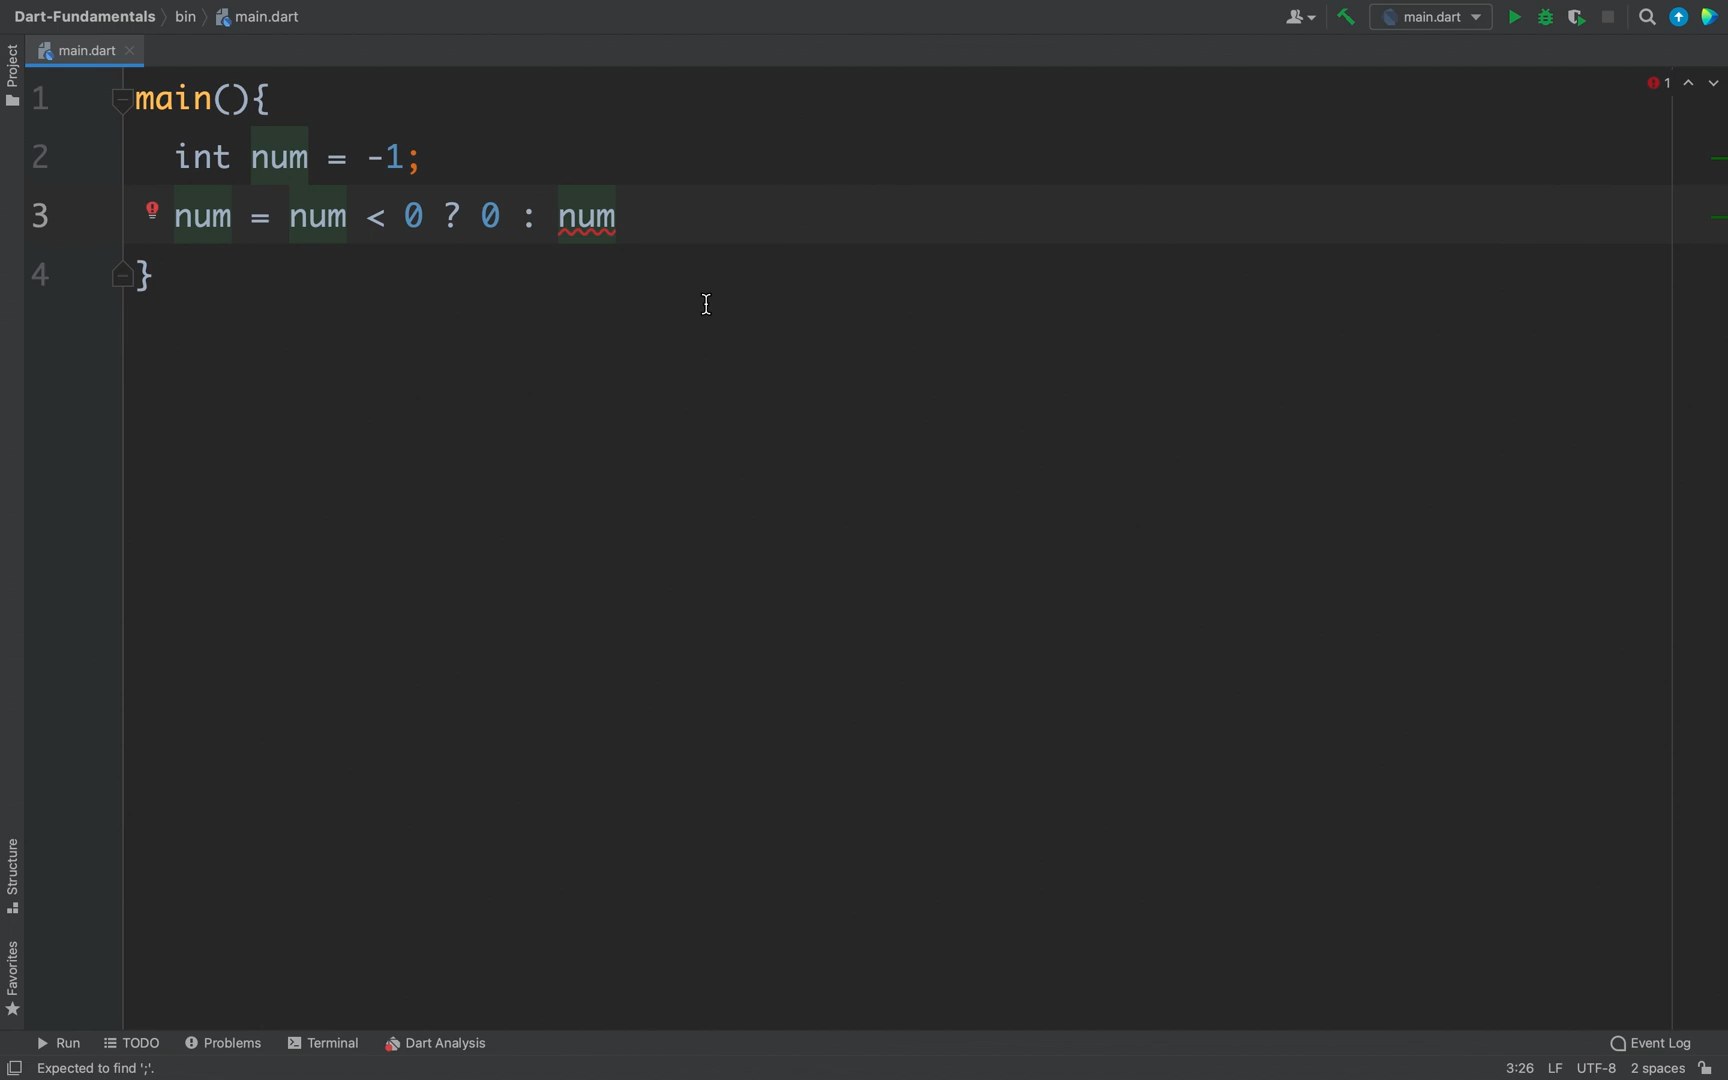 Dart-Fundamentals bin main.dart main.dart
Project main.dart 1
1 main(){
2 int num = -1;
3 num = num < 0 ? 0 : num
4 }
Structure
Favorites
Run TODO Problems Terminal Dart Analysis Event Log
Expected to find ';'. 3:26 LF UTF-8 2 spaces